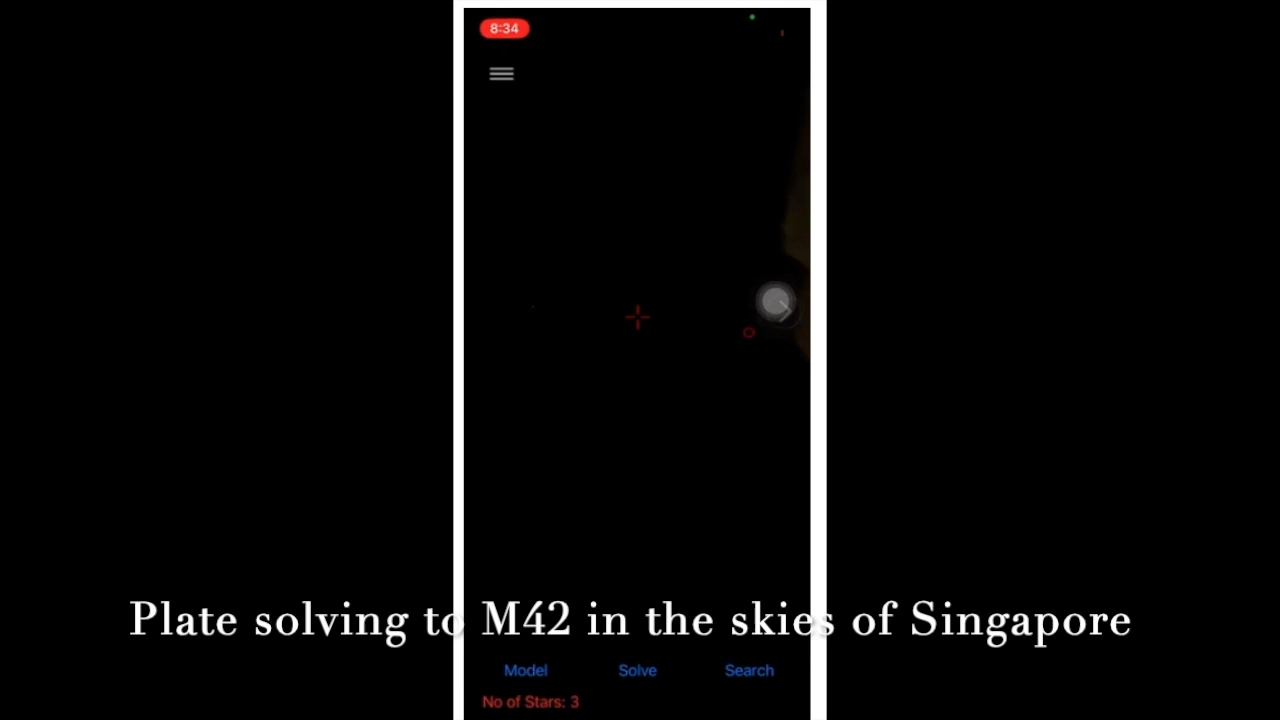 8:34
Plate solving to M42 in the skies of Singapore
Model Solve Search
No of Stars: 3